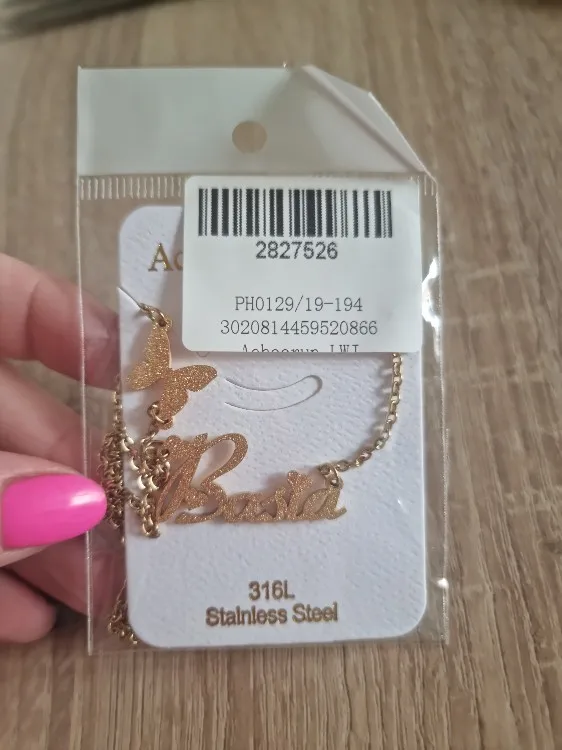 2827526
PH0129/19-194
3020814459520866
Basia
316L
Stainless Steel